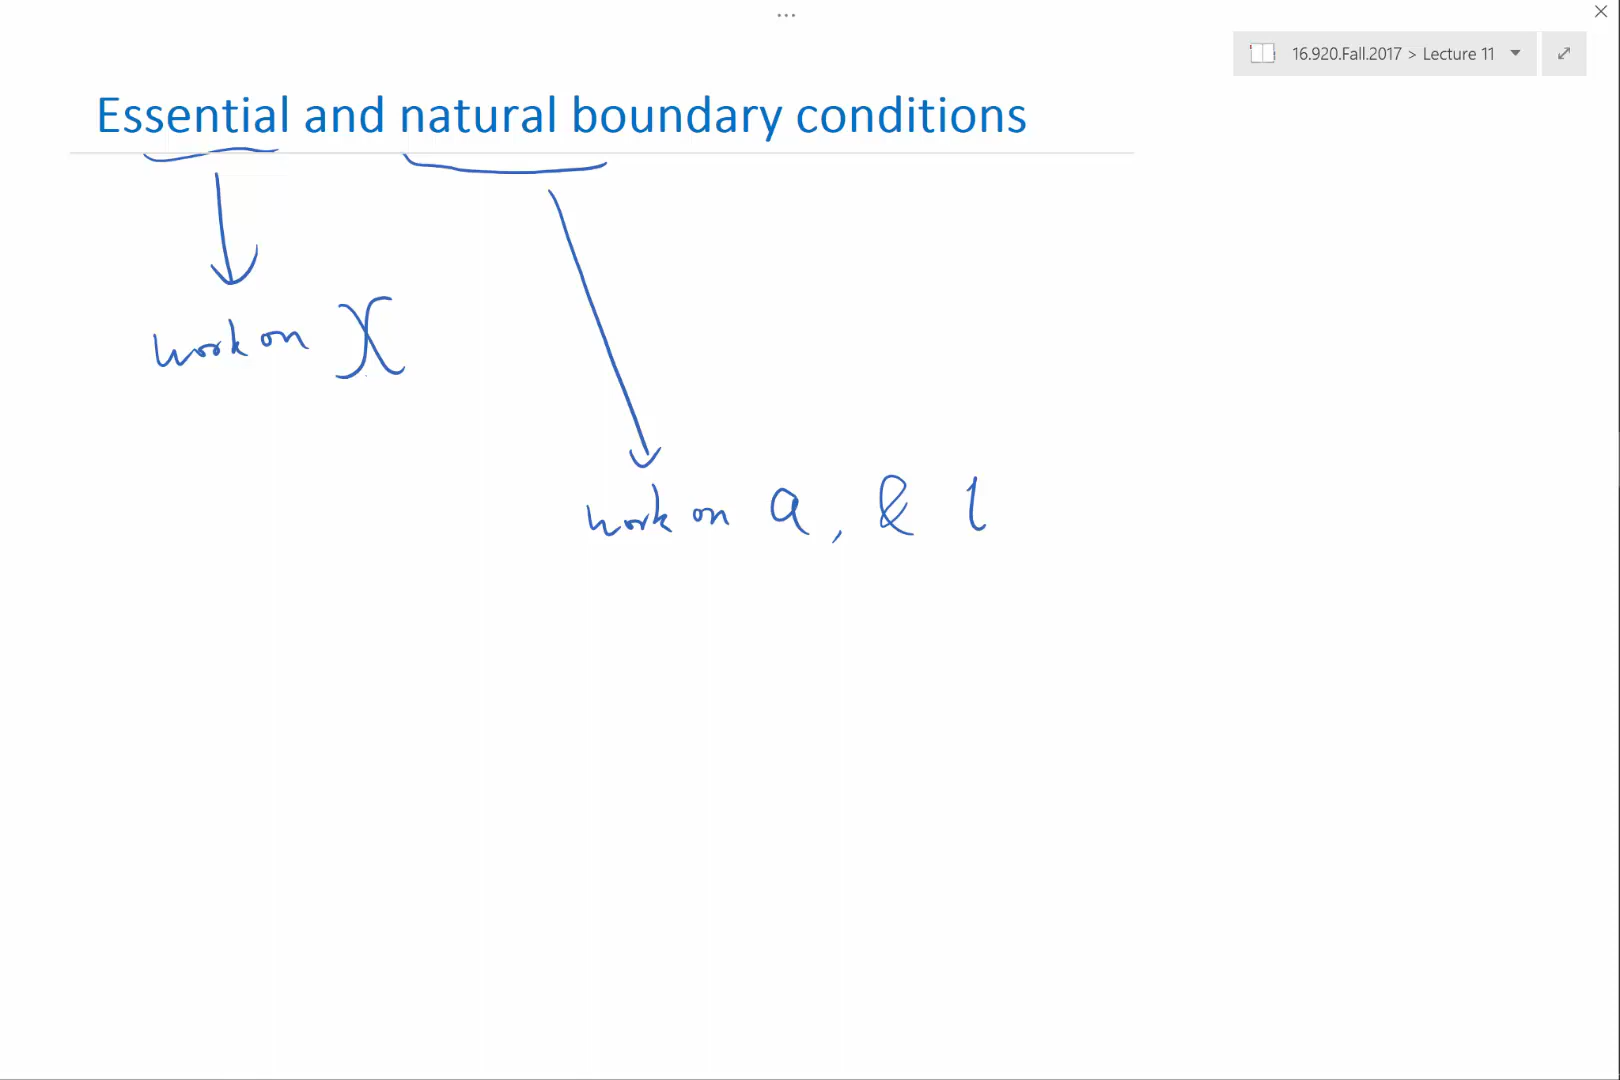 ...
16.920.Fall.2017 > Lecture 11
Essential and natural boundary conditions
work on X
work on a, & l